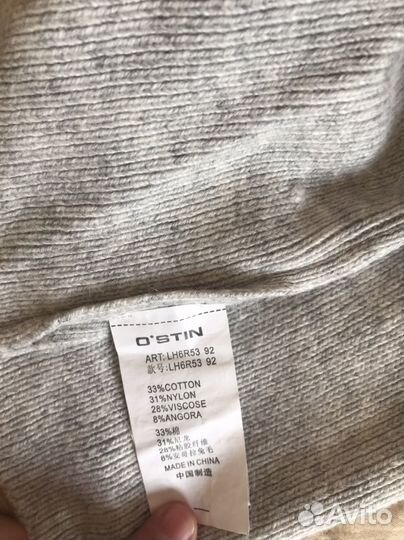 O'STIN
ART: LH6R53 92
款号: LH6R53 92
33%COTTON
31%NYLON
28%VISCOSE
8%ANGORA
33%棉
31%尼龙
28%粘胶纤维
8%安哥拉兔毛
MADE IN CHINA
中国制造
Avito